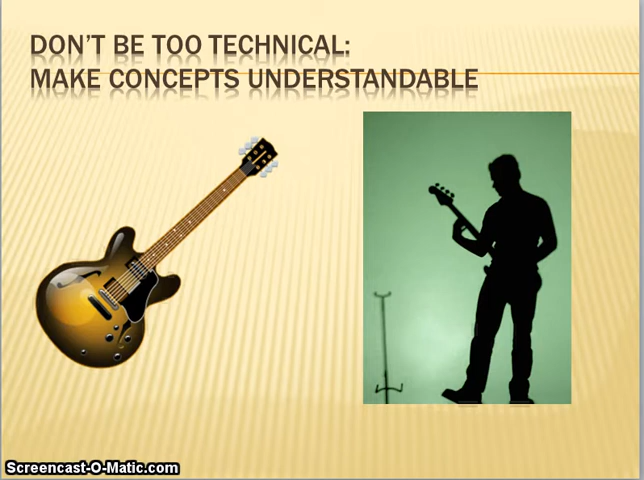 DON'T BE TOO TECHNICAL:
MAKE CONCEPTS UNDERSTANDABLE
Screencast-O-Matic.com